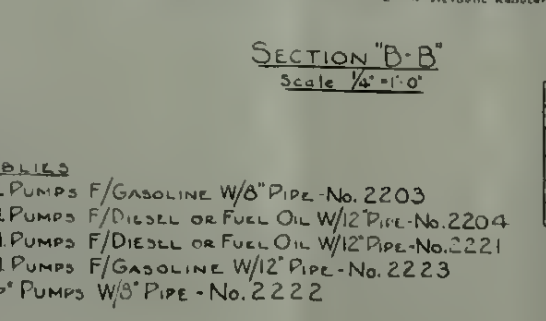 SECTION "B-B"
Scale 1/4" = 1'-0"
PUMPS F/GASOLINE W/8" PIPE - No. 2203
PUMPS F/DIESEL OR FUEL OIL W/12" PIPE - No. 2204
PUMPS F/DIESEL OR FUEL OIL W/12" PIPE - No. 2221
PUMPS F/GASOLINE W/12" PIPE - No. 2223
PUMPS W/8" PIPE - No. 2222